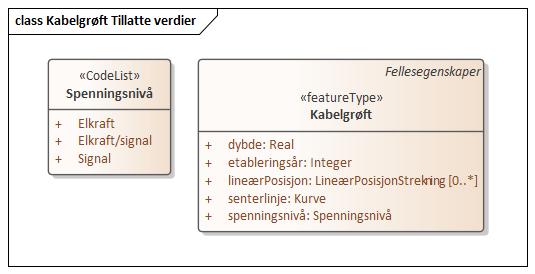 class Kabelgrøft Tillatte verdier
«CodeList»
Spenningsnivå
+ Elkraft
+ Elkraft/signal
+ Signal
Fellesegenskaper
«featureType»
Kabelgrøft
+ dybde: Real
+ etableringsår: Integer
+ lineærPosisjon: LineærPosisjonStrekning [0..*]
+ senterlinje: Kurve
+ spenningsnivå: Spenningsnivå